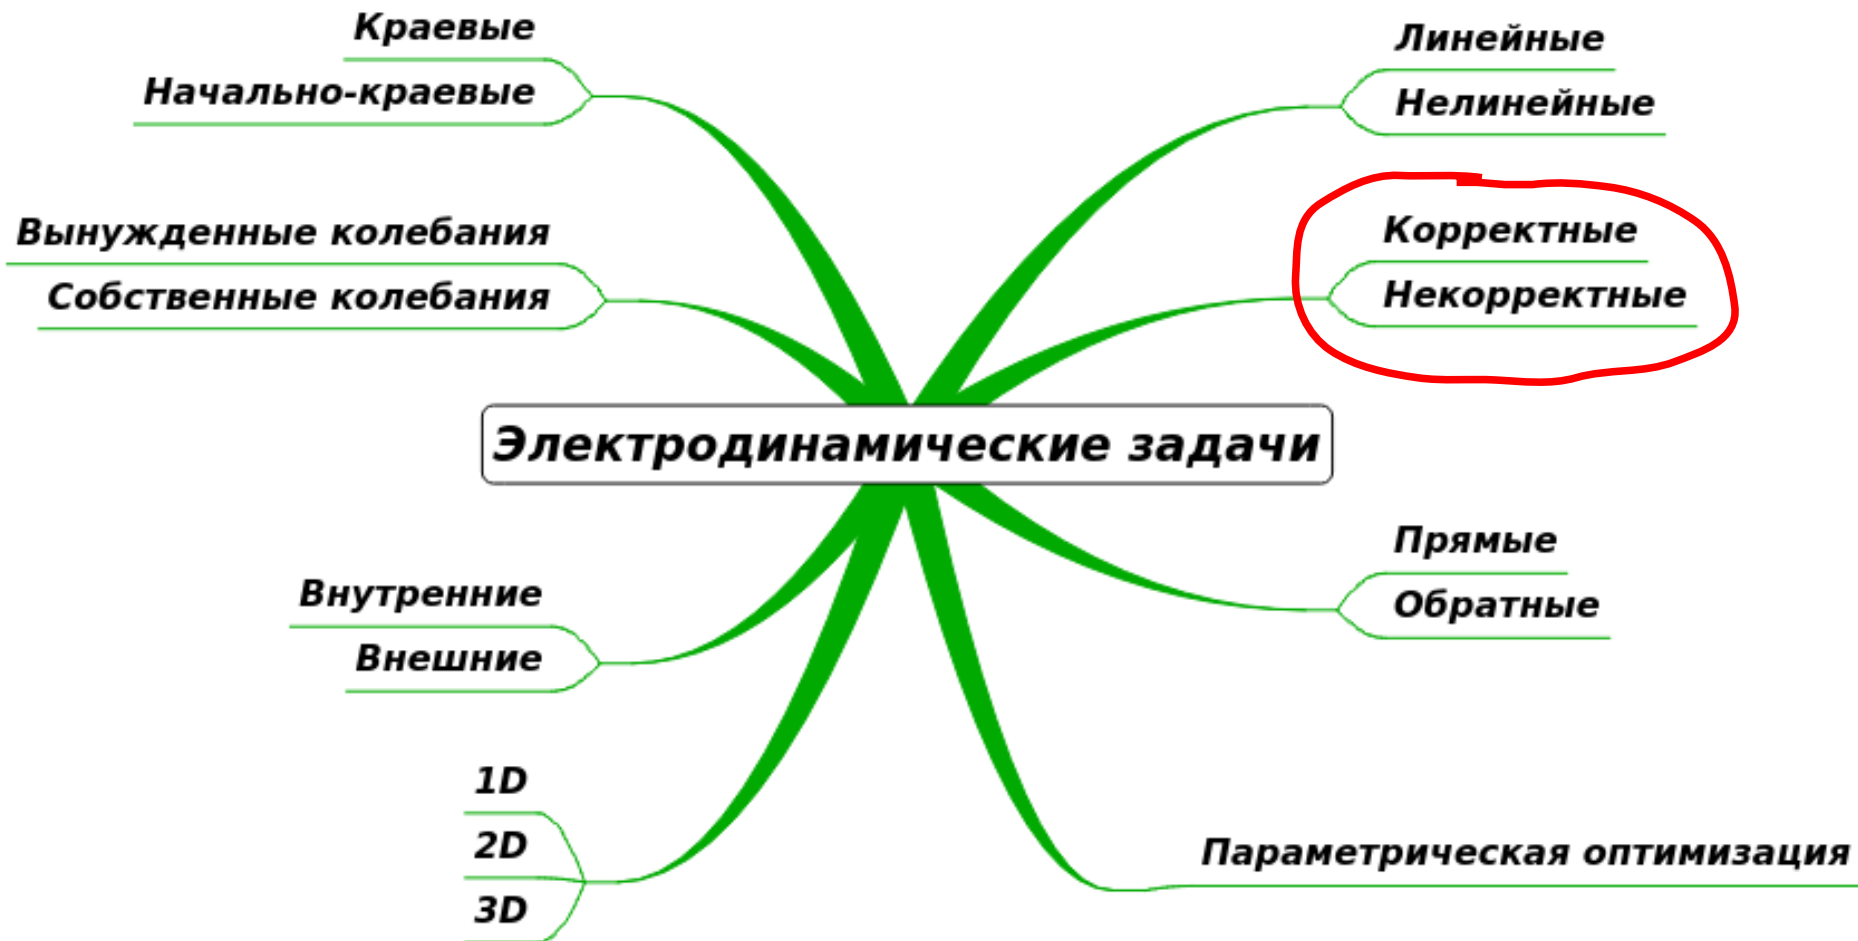 Краевые
Начально-краевые
Вынужденные колебания
Собственные колебания
Линейные
Нелинейные
Корректные
Некорректные
Электродинамические задачи
Внутренние
Внешние
1D
2D
3D
Прямые
Обратные
Параметрическая оптимизация